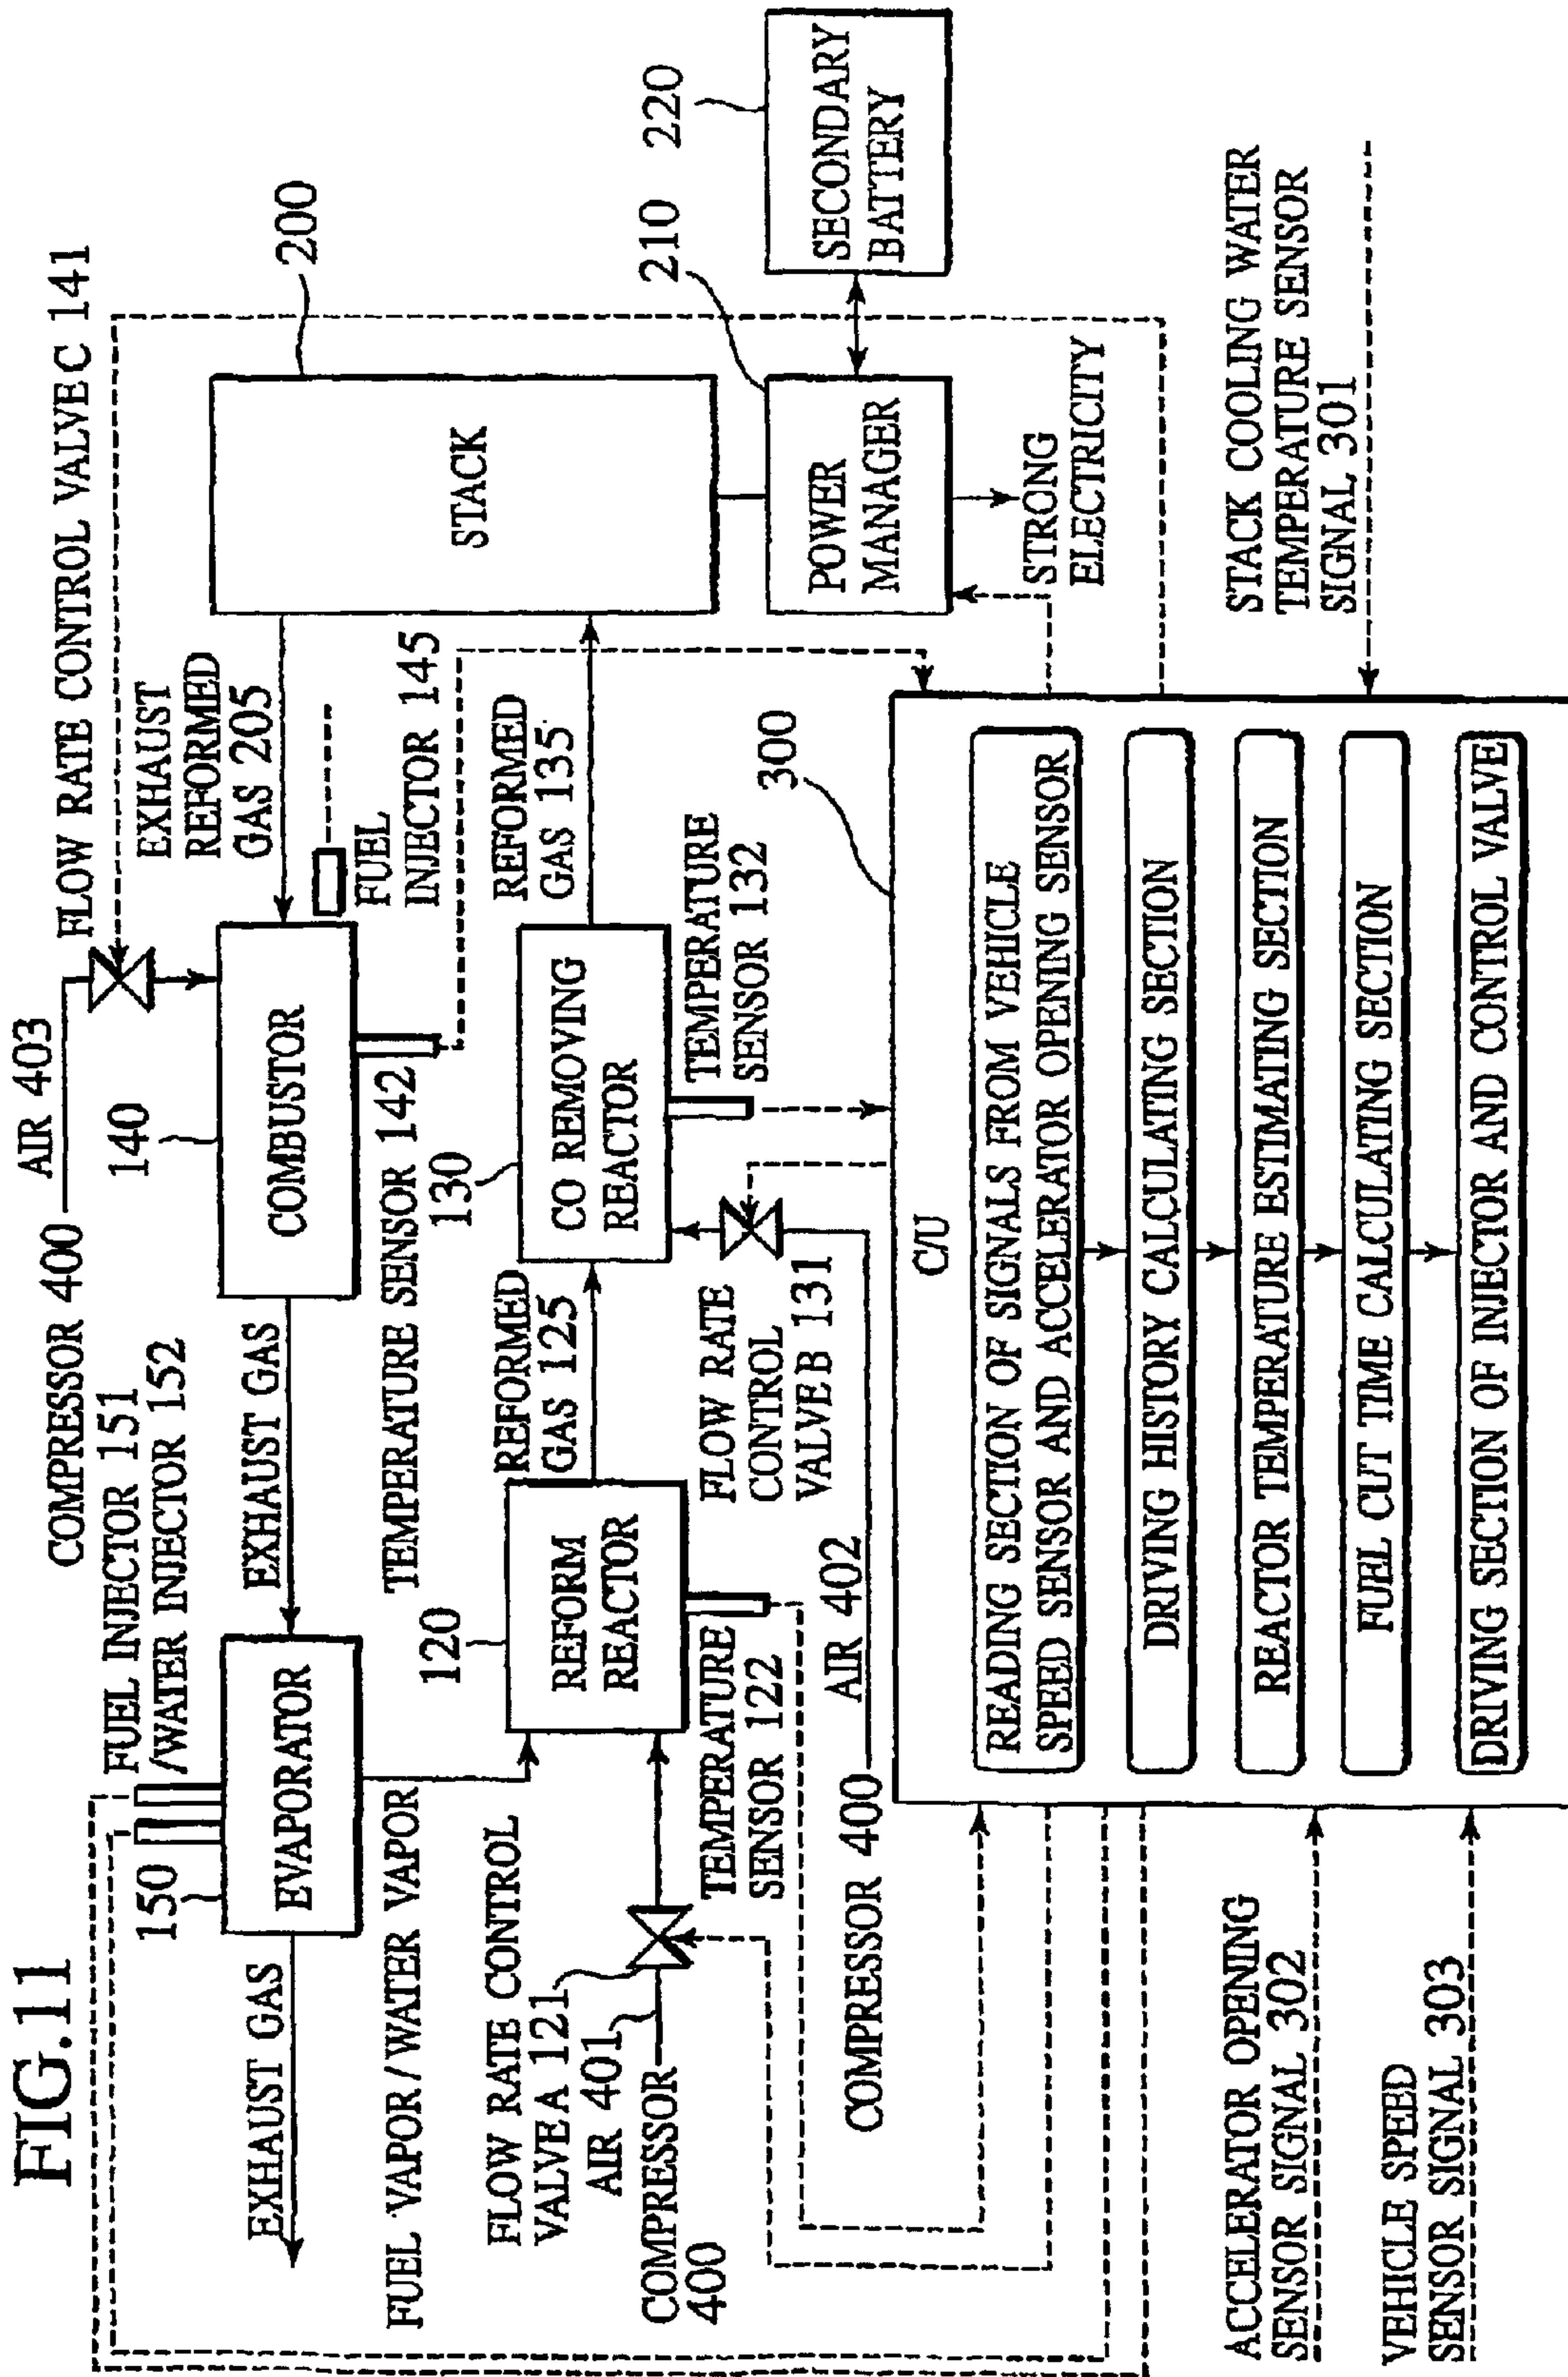 FIG.11
COMPRESSOR 400
AIR 403
FLOW RATE CONTROL VALVE C 141
FUEL INJECTOR 151
/WATER INJECTOR 152
140
EXHAUST
REFORMED
GAS 205
200
150
EVAPORATOR
EXHAUST GAS
EXHAUST GAS
COMBUSTOR
FUEL
INJECTOR 145
STACK
FUEL VAPOR/WATER VAPOR
TEMPERATURE SENSOR 142
120
130
REFORMED
GAS 125
REFORMED
GAS 135
210
220
FLOW RATE CONTROL
VALVE A 121
AIR 401
COMPRESSOR
400
REFORM
REACTOR
CO REMOVING
REACTOR
TEMPERATURE
SENSOR 122
FLOW RATE
CONTROL
VALVE B 131
TEMPERATURE
SENSOR 132
POWER
MANAGER
SECONDARY
BATTERY
COMPRESSOR 400
AIR 402
300
STRONG
ELECTRICITY
C/U
READING SECTION OF SIGNALS FROM VEHICLE
SPEED SENSOR AND ACCELERATOR OPENING SENSOR
DRIVING HISTORY CALCULATING SECTION
REACTOR TEMPERATURE ESTIMATING SECTION
FUEL CUT TIME CALCULATING SECTION
DRIVING SECTION OF INJECTOR AND CONTROL VALVE
ACCELERATOR OPENING
SENSOR SIGNAL 302
VEHICLE SPEED
SENSOR SIGNAL 303
STACK COOLING WATER
TEMPERATURE SENSOR
SIGNAL 301